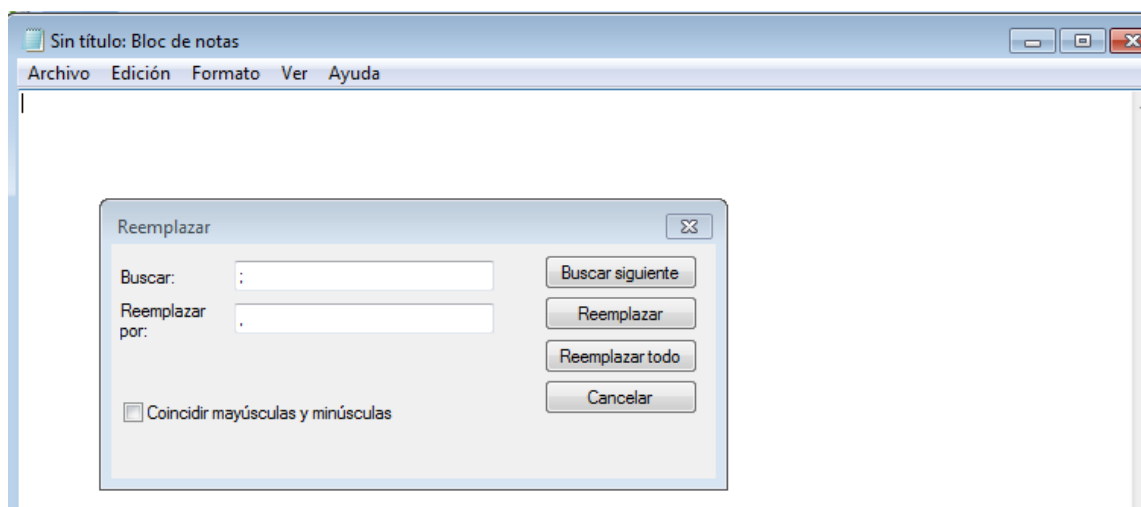 Sin título: Bloc de notas
Archivo Edición Formato Ver Ayuda
Reemplazar
Buscar: ;
Buscar siguiente
Reemplazar
por: ,
Reemplazar
Reemplazar todo
Cancelar
Coincidir mayúsculas y minúsculas